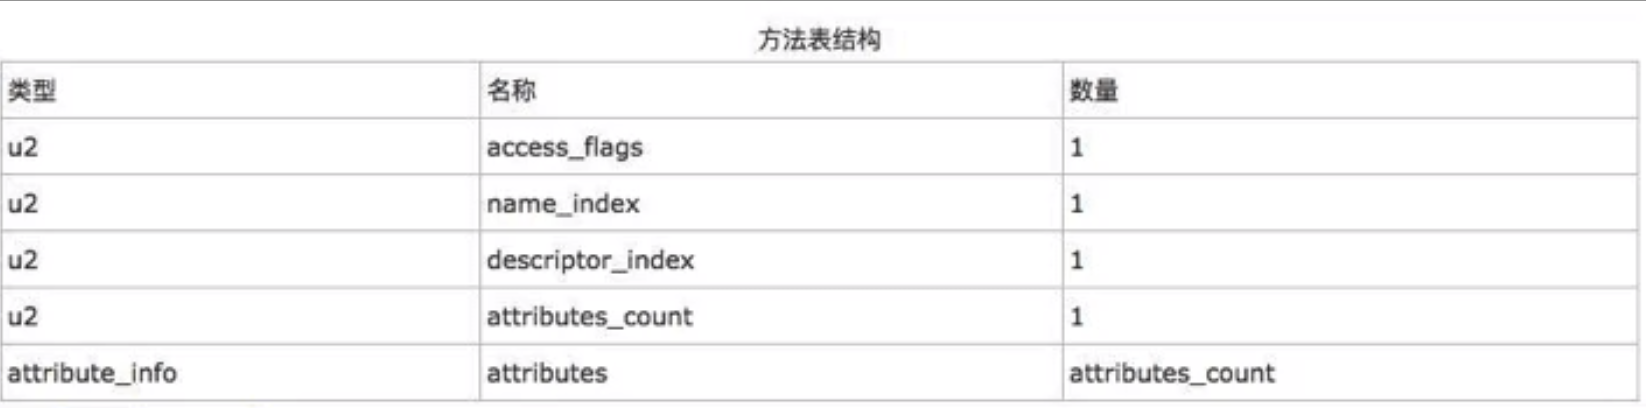 方法表结构
类型 名称 数量
u2 access_flags 1
u2 name_index 1
u2 descriptor_index 1
u2 attributes_count 1
attribute_info attributes attributes_count